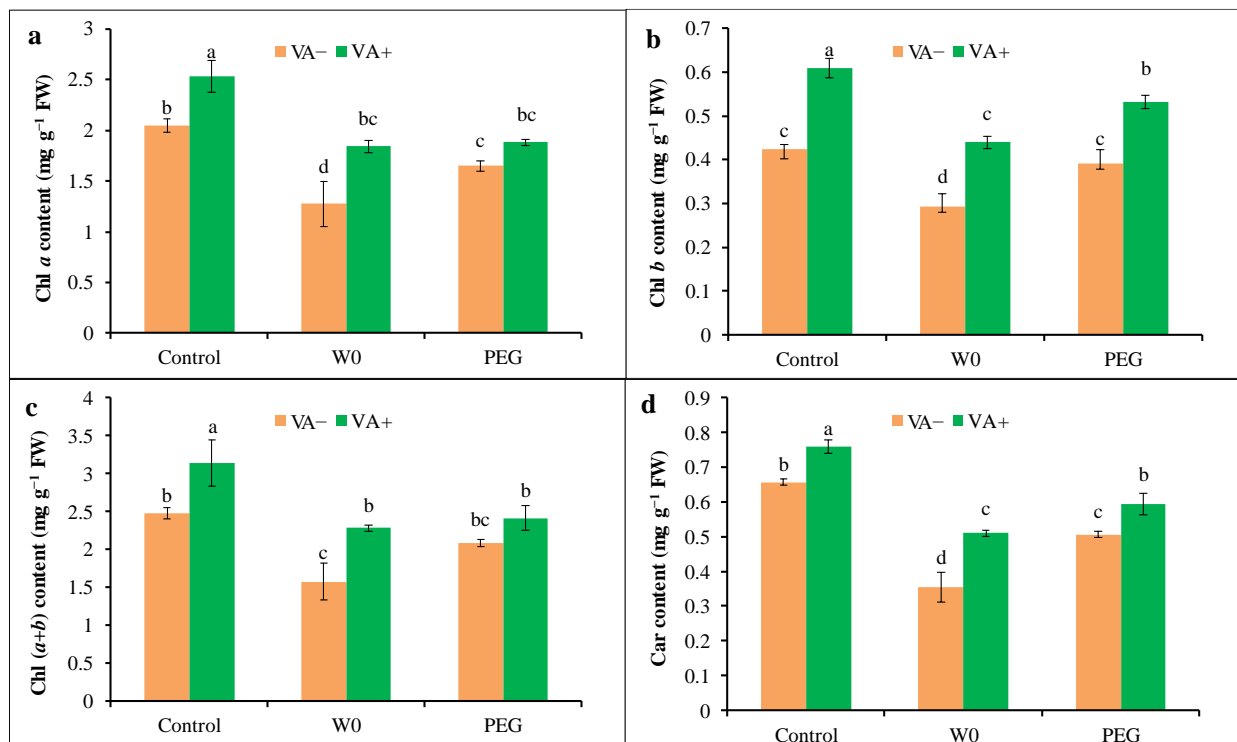 a
VA− VA+
Chl a content (mg g⁻¹ FW)
3
2.5
2
1.5
1
0.5
0
b
a
d
bc
c
bc
Control W0 PEG
b
VA− VA+
Chl b content (mg g⁻¹ FW)
0.7
0.6
0.5
0.4
0.3
0.2
0.1
0
c
a
d
c
c
b
Control W0 PEG
c
VA− VA+
Chl (a+b) content (mg g⁻¹ FW)
4
3.5
3
2.5
2
1.5
1
0.5
0
b
a
c
b
bc
b
Control W0 PEG
d
VA− VA+
Car content (mg g⁻¹ FW)
0.9
0.8
0.7
0.6
0.5
0.4
0.3
0.2
0.1
0
b
a
d
c
c
b
Control W0 PEG